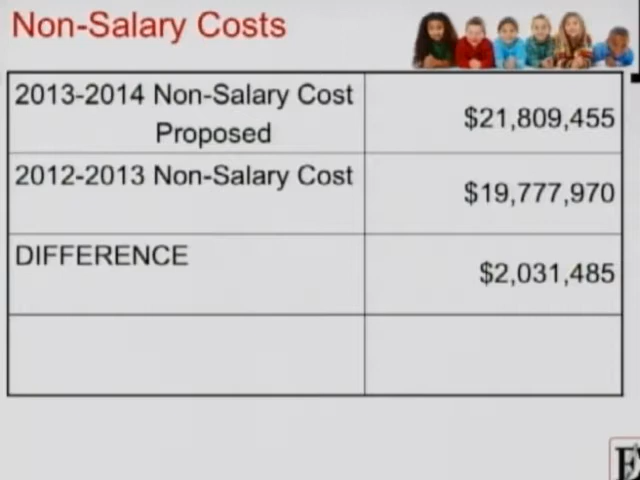 Non-Salary Costs
2013-2014 Non-Salary Cost
Proposed
$21,809,455
2012-2013 Non-Salary Cost
$19,777,970
DIFFERENCE
$2,031,485
E